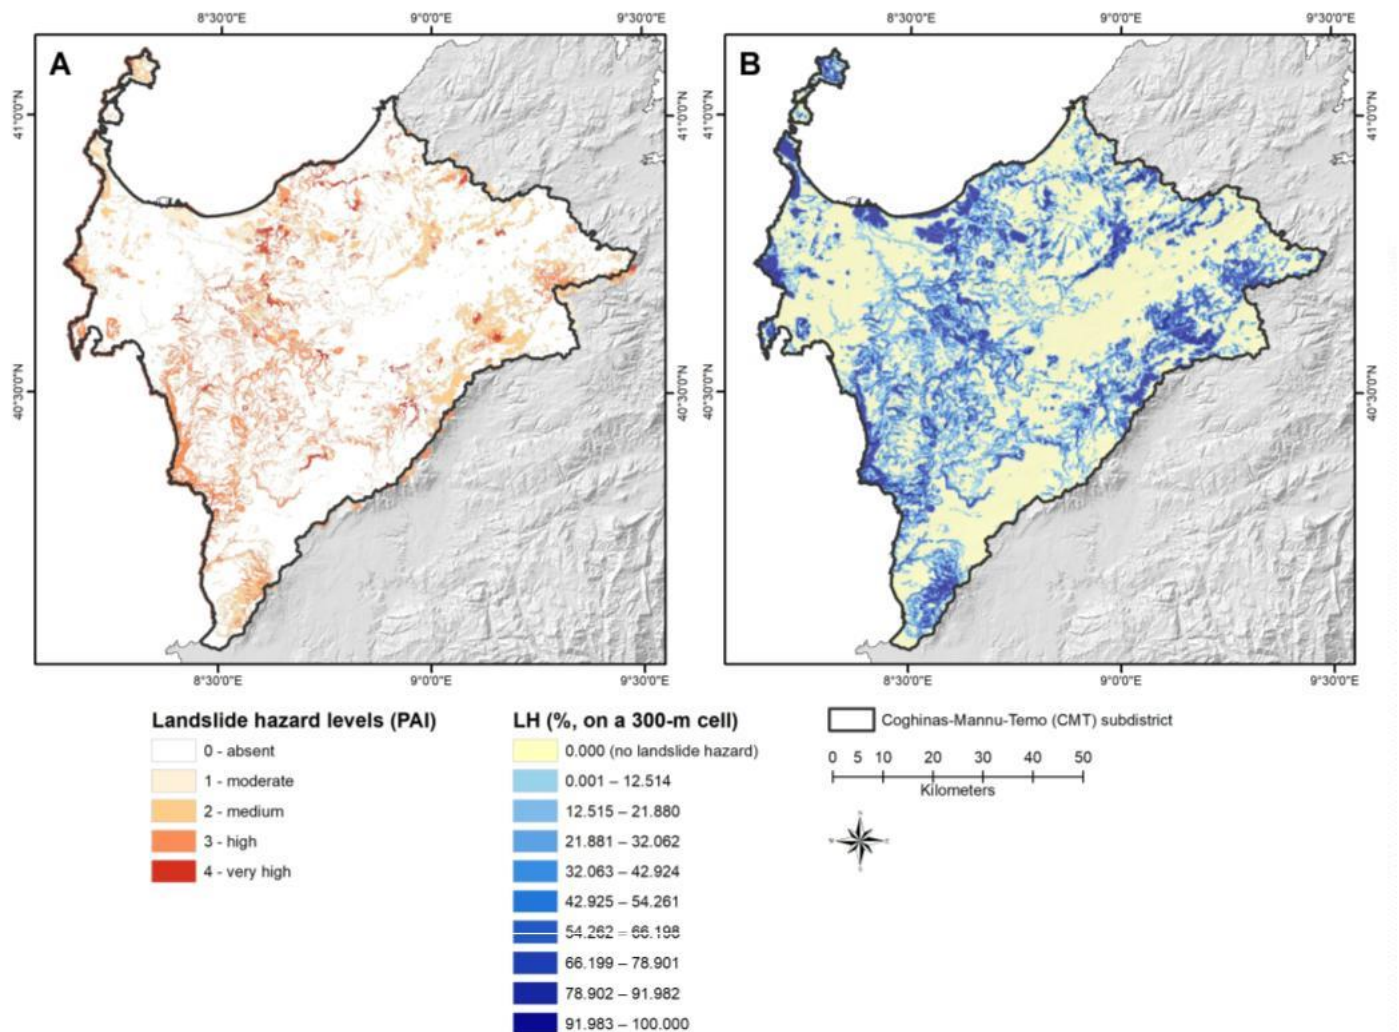 8°30'0"E 9°0'0"E 9°30'0"E 8°30'0"E 9°0'0"E 9°30'0"E
A
B
41°0'0"N 41°0'0"N 41°0'0"N 41°0'0"N
40°30'0"N 40°30'0"N 40°30'0"N 40°30'0"N
8°30'0"E 9°0'0"E 9°30'0"E 8°30'0"E 9°0'0"E 9°30'0"E
Landslide hazard levels (PAI)
0 - absent
1 - moderate
2 - medium
3 - high
4 - very high
LH (%, on a 300-m cell)
0.000 (no landslide hazard)
0.001 – 12.514
12.515 – 21.880
21.881 – 32.062
32.063 – 42.924
42.925 – 54.261
54.262 – 66.198
66.199 – 78.901
78.902 – 91.982
91.983 – 100.000
Coghinas-Mannu-Temo (CMT) subdistrict
0 5 10 20 30 40 50
Kilometers